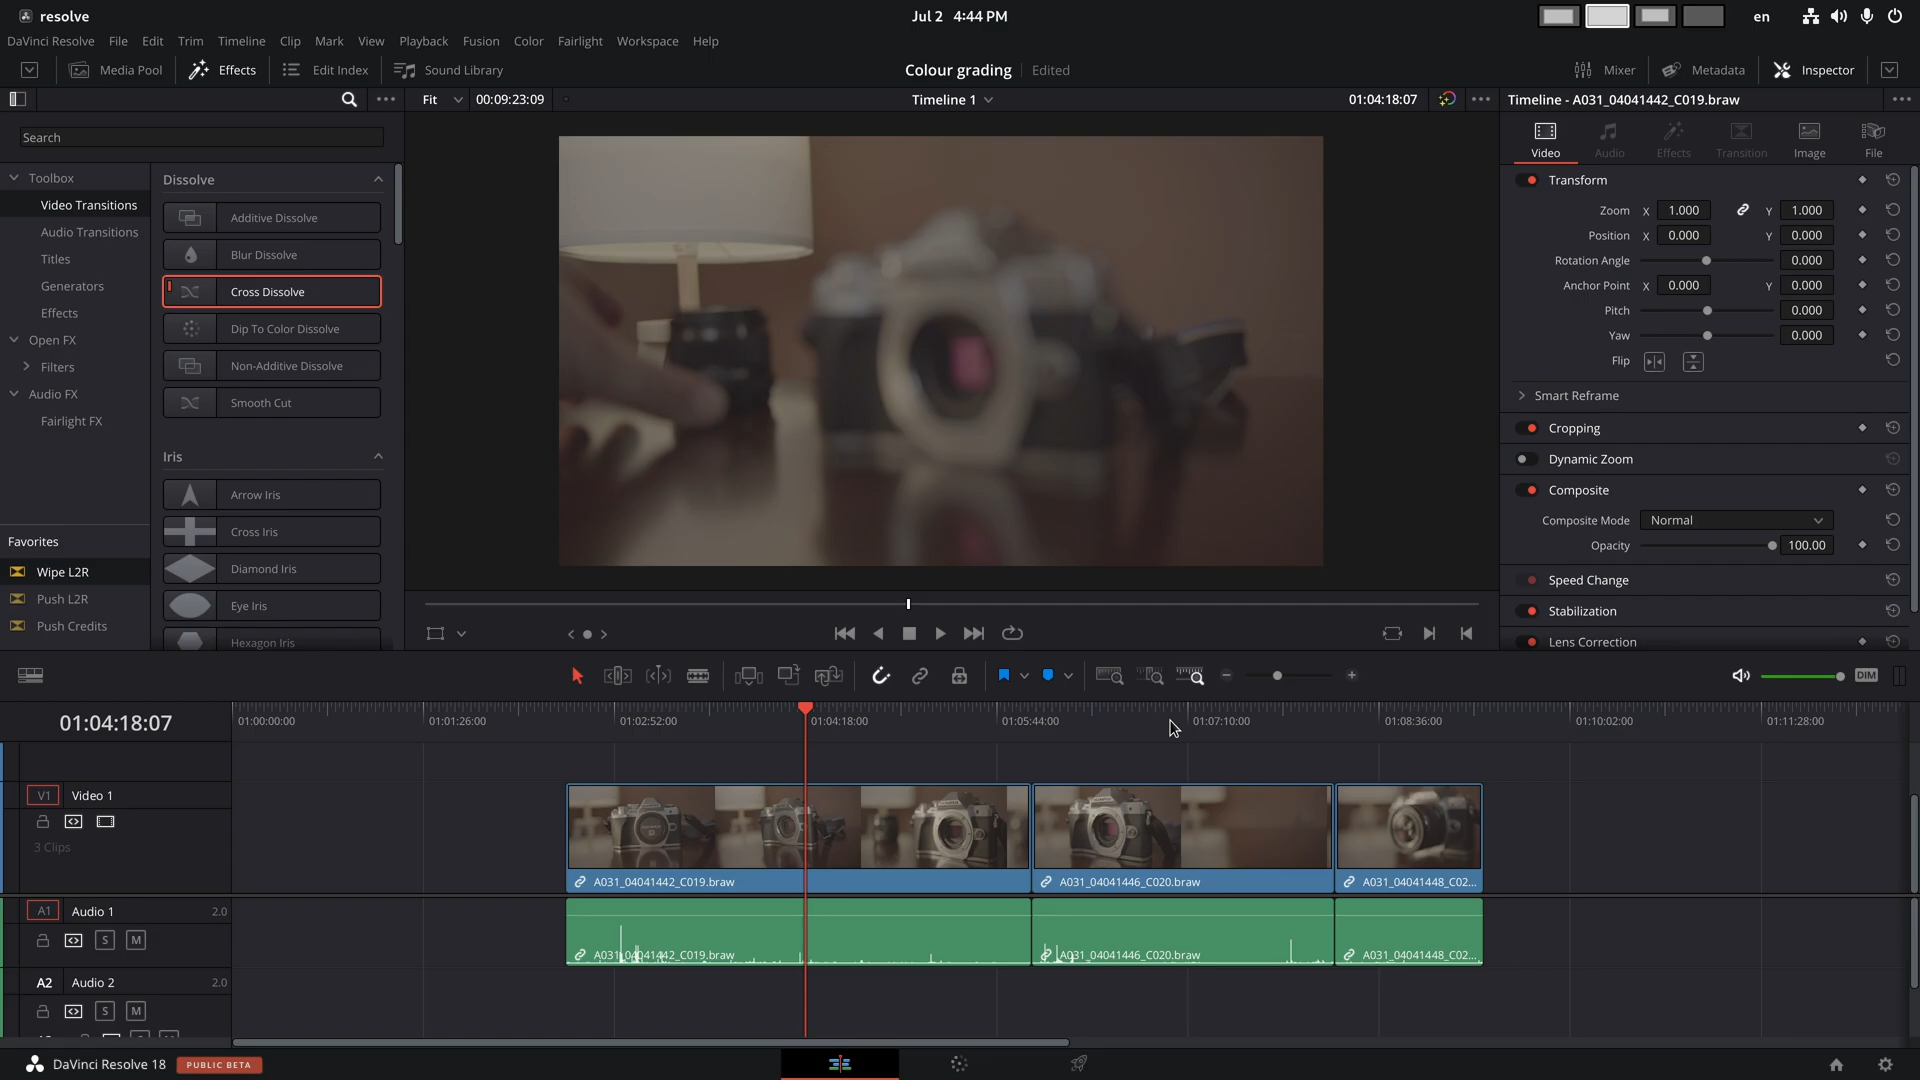 resolve
Jul 2 4:44 PM
en
DaVinci Resolve File Edit Trim Timeline Clip Mark View Playback Fusion Color Fairlight Workspace Help
Media Pool Effects Edit Index Sound Library
Colour grading Edited
Mixer Metadata Inspector
Fit 00:09:23:09
Timeline 1
01:04:18:07
Timeline - A031_04041442_C019.braw
Search
Toolbox
Video Transitions
Audio Transitions
Titles
Generators
Effects
Open FX
Filters
Audio FX
Fairlight FX
Favorites
Wipe L2R
Push L2R
Push Credits
Dissolve
Additive Dissolve
Blur Dissolve
Cross Dissolve
Dip To Color Dissolve
Non-Additive Dissolve
Smooth Cut
Iris
Arrow Iris
Cross Iris
Diamond Iris
Eye Iris
Hexagon Iris
Video Audio Effects Transition Image File
Transform
Zoom X 1.000 Y 1.000
Position X 0.000 Y 0.000
Rotation Angle 0.000
Anchor Point X 0.000 Y 0.000
Pitch 0.000
Yaw 0.000
Flip
Smart Reframe
Cropping
Dynamic Zoom
Composite
Composite Mode Normal
Opacity 100.00
Speed Change
Stabilization
Lens Correction
DIM
01:04:18:07
01:00:00:00 01:01:26:00 01:02:52:00 01:04:18:00 01:05:44:00 01:07:10:00 01:08:36:00 01:10:02:00 01:11:28:00
V1 Video 1
3 Clips
A031_04041442_C019.braw A031_04041446_C020.braw A031_04041448_C02...
A1 Audio 1 2.0
S M
A031_04041442_C019.braw A031_04041446_C020.braw A031_04041448_C02...
A2 Audio 2 2.0
S M
DaVinci Resolve 18 PUBLIC BETA